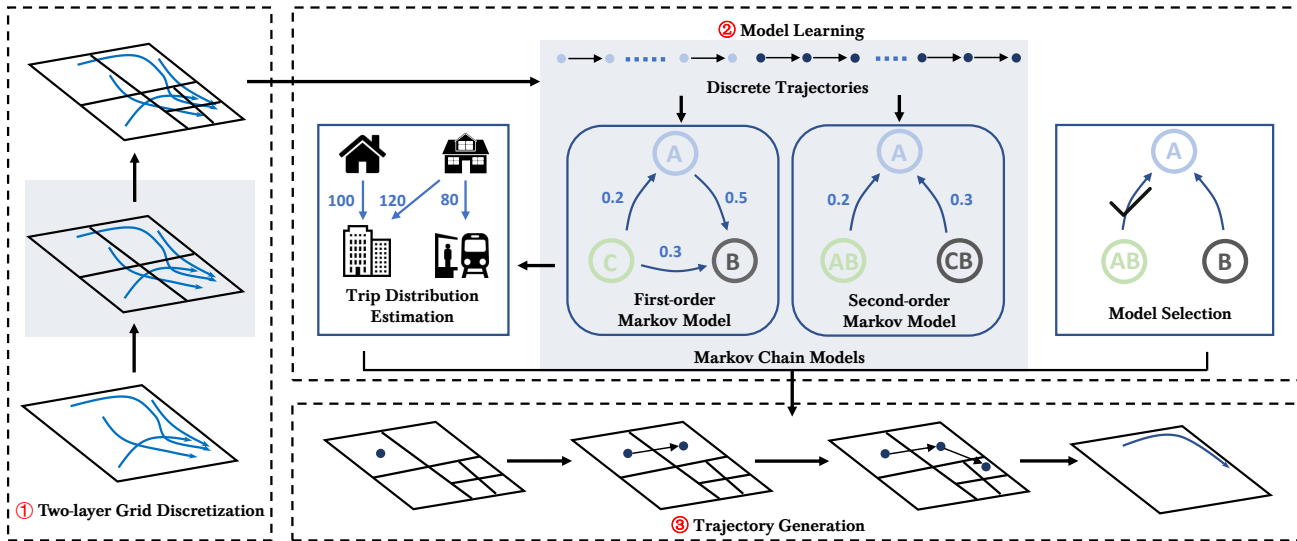 ② Model Learning
Discrete Trajectories
100
120
80
Trip Distribution
Estimation
A
0.2
0.5
C
0.3
B
First-order
Markov Model
A
0.2
0.3
AB
CB
Second-order
Markov Model
Markov Chain Models
A
AB
B
Model Selection
① Two-layer Grid Discretization
③ Trajectory Generation